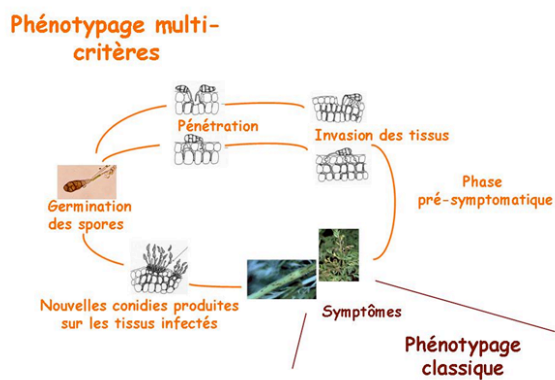 Phénotypage multi-
critères
Pénétration
Invasion des tissus
Phase
pré-symptomatique
Germination
des spores
Nouvelles conidies produites
sur les tissus infectés
Symptômes
Phénotypage
classique